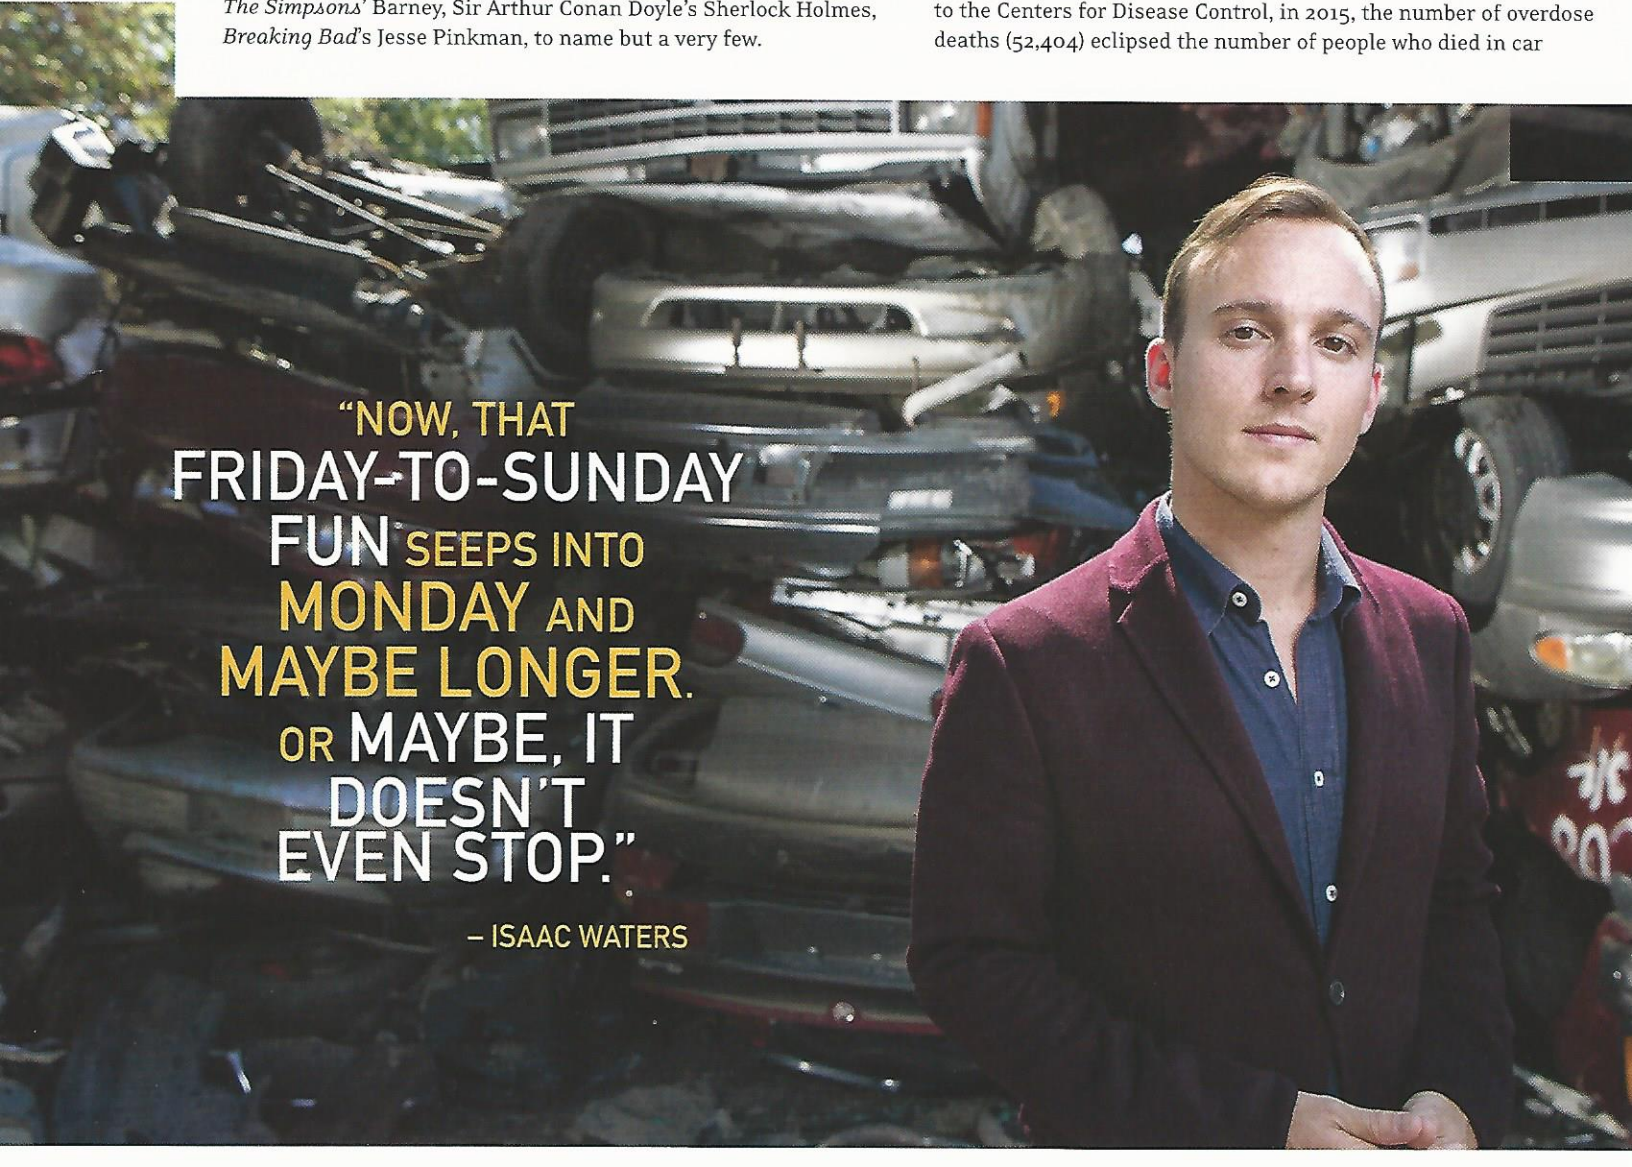 The Simpsons' Barney, Sir Arthur Conan Doyle's Sherlock Holmes,
Breaking Bad's Jesse Pinkman, to name but a very few.
to the Centers for Disease Control, in 2015, the number of overdose
deaths (52,404) eclipsed the number of people who died in car
“NOW, THAT
FRIDAY-TO-SUNDAY
FUN SEEPS INTO
MONDAY AND
MAYBE LONGER.
OR MAYBE, IT
DOESN'T
EVEN STOP.”
– ISAAC WATERS